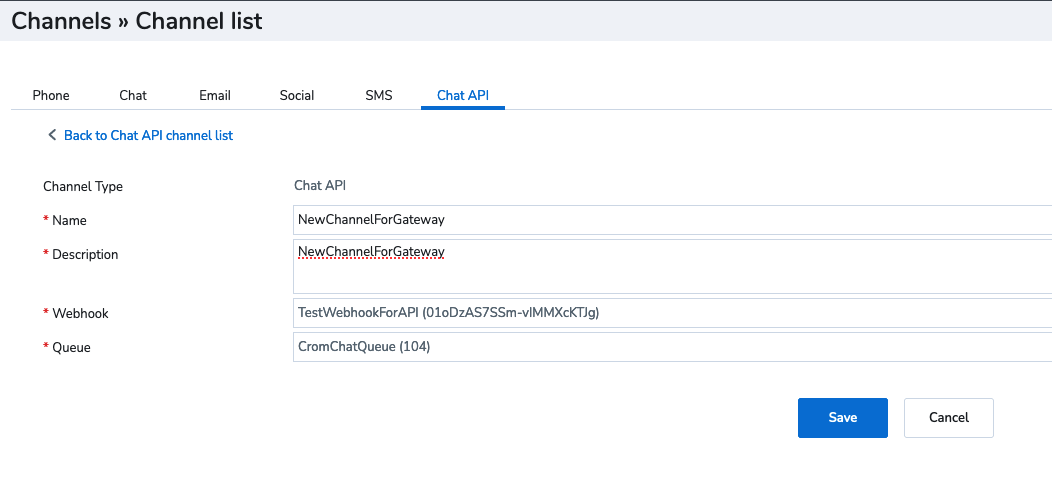 Channels » Channel list
Phone Chat Email Social SMS Chat API
Back to Chat API channel list
Channel Type Chat API
* Name NewChannelForGateway
* Description NewChannelForGateway
* Webhook TestWebhookForAPI (01oDzAS7SSm-vIMMXcKTJg)
* Queue CromChatQueue (104)
Save Cancel